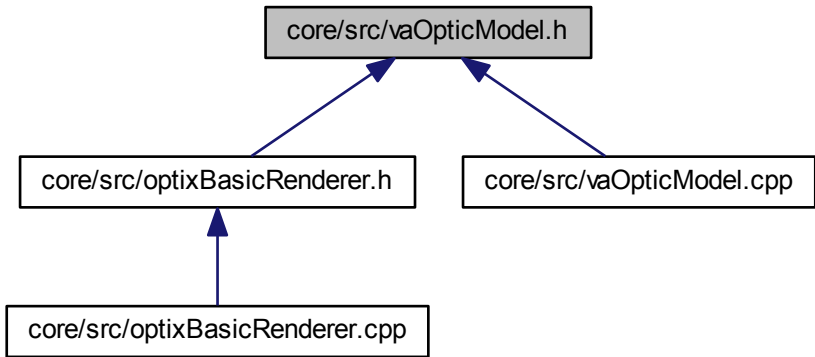 core/src/vaOpticModel.h
core/src/optixBasicRenderer.h
core/src/vaOpticModel.cpp
core/src/optixBasicRenderer.cpp